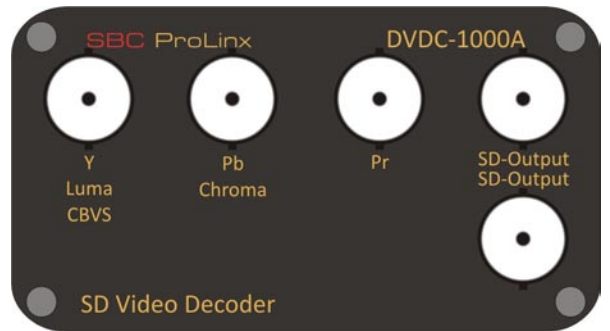 SBC ProLinx
DVDC-1000A
Y
Pb
Pr
SD-Output
SD-Output
Luma
Chroma
CBVS
SD Video Decoder